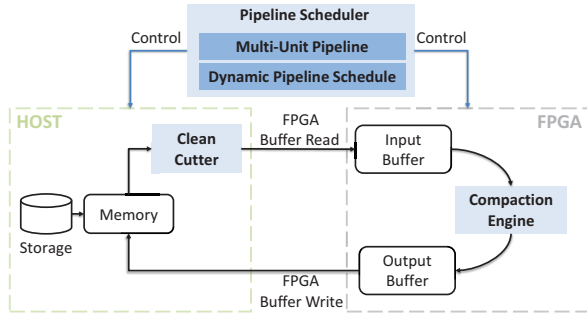 Pipeline Scheduler
Control
Multi-Unit Pipeline
Control
Dynamic Pipeline Schedule
HOST
FPGA
FPGA
Buffer Read
Clean
Cutter
Input
Buffer
Compaction
Engine
Memory
Storage
Output
Buffer
FPGA
Buffer Write